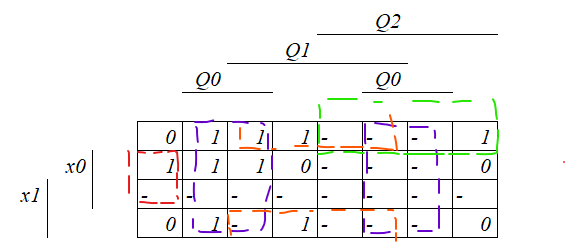 Q2
Q1
Q0 Q0
0 1 1 1 - - - 1
x0 1 1 1 0 - - - 0
x1 - - - - - - - -
0 1 - 1 - - - 0